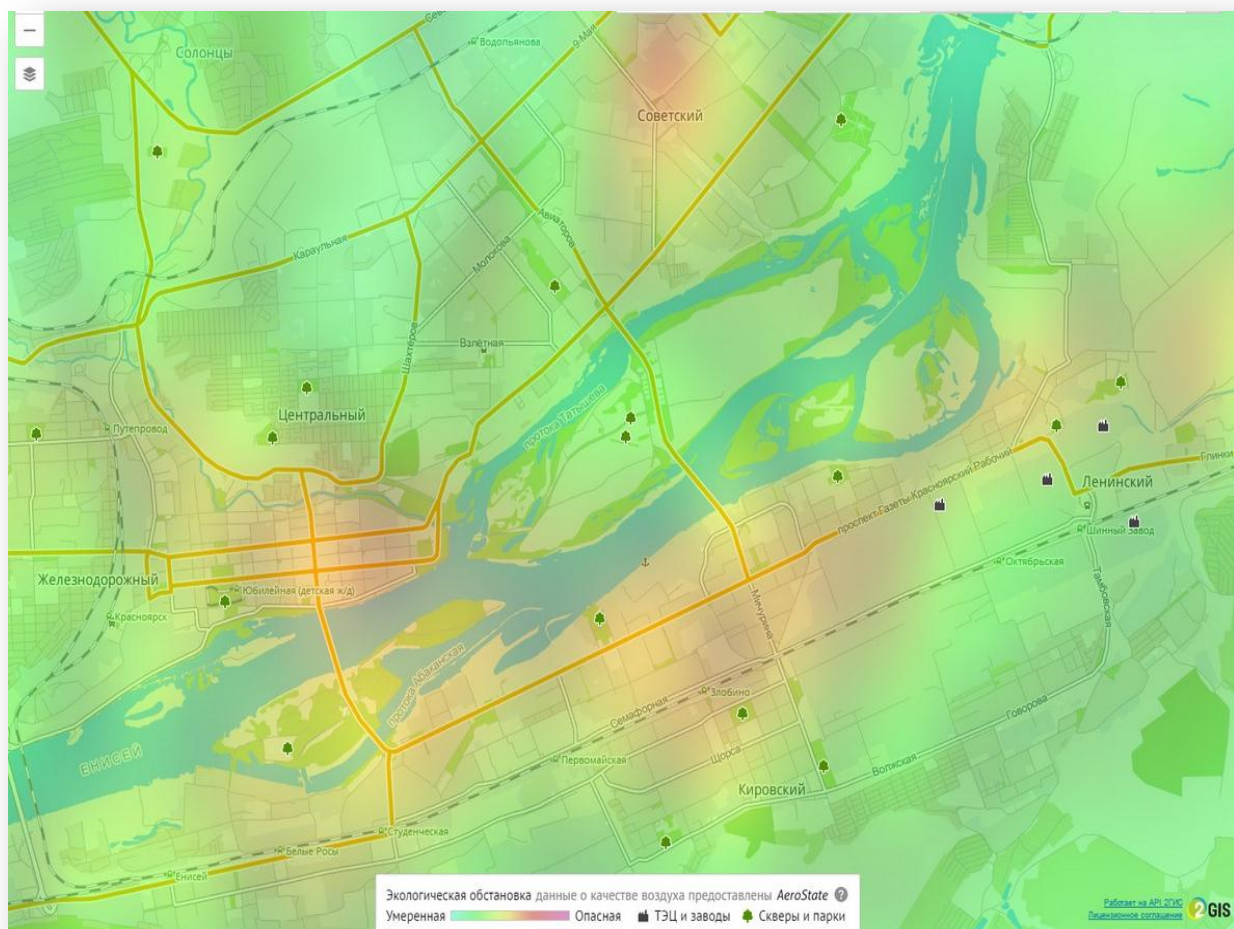 Сев
Водопьянова
9 Мая
Солонцы
Советский
Авиаторов
Караульная
Молокова
Шахтёров
Взлётная
протока Татышева
Центральный
Путепровод
проспект Газеты Красноярский Рабочий
Глинки
Ленинский
Шинный завод
Октябрьская
Железнодорожный
Юбилейная (детская ж/д)
Красноярск
Тамбовская
Мичурина
протока Абаканская
Злобино
Семафорная
Говорова
ЕНИСЕЙ
Первомайская
Щорса
Волжская
Кировский
Студенческая
Белые Росы
Енисей
Экологическая обстановка данные о качестве воздуха предоставлены AeroState ?
Умеренная Опасная ТЭЦ и заводы Скверы и парки
Работает на API 2ГИС
Лицензионное соглашение
2GIS